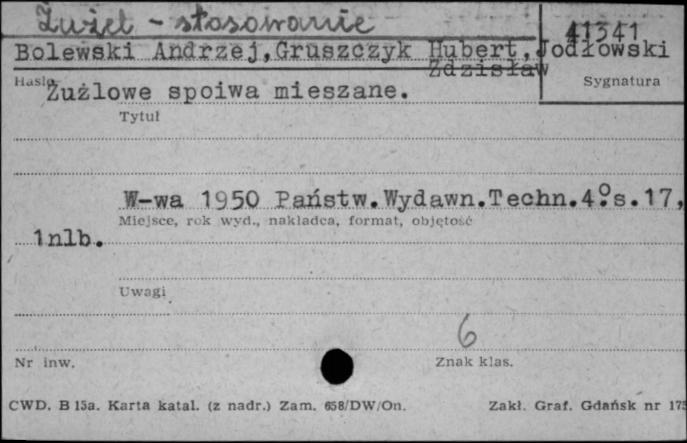 Żużel - stosowanie
41341
Bolewski Andrzej,Gruszczyk Hubert,Jodłowski
Zdzisław
Hasło
Sygnatura
Żużlowe spoiwa mieszane.
Tytuł
W-wa 1950 Państw.Wydawn.Techn.4°.s.17,
Miejsce, rok wyd., nakładca, format, objętość
1nlb.
Uwagi
6
Nr inw.
Znak klas.
CWD. B 15a. Karta katal. (z nadr.) Zam. 658/DW/On.
Zakł. Graf. Gdańsk nr 175